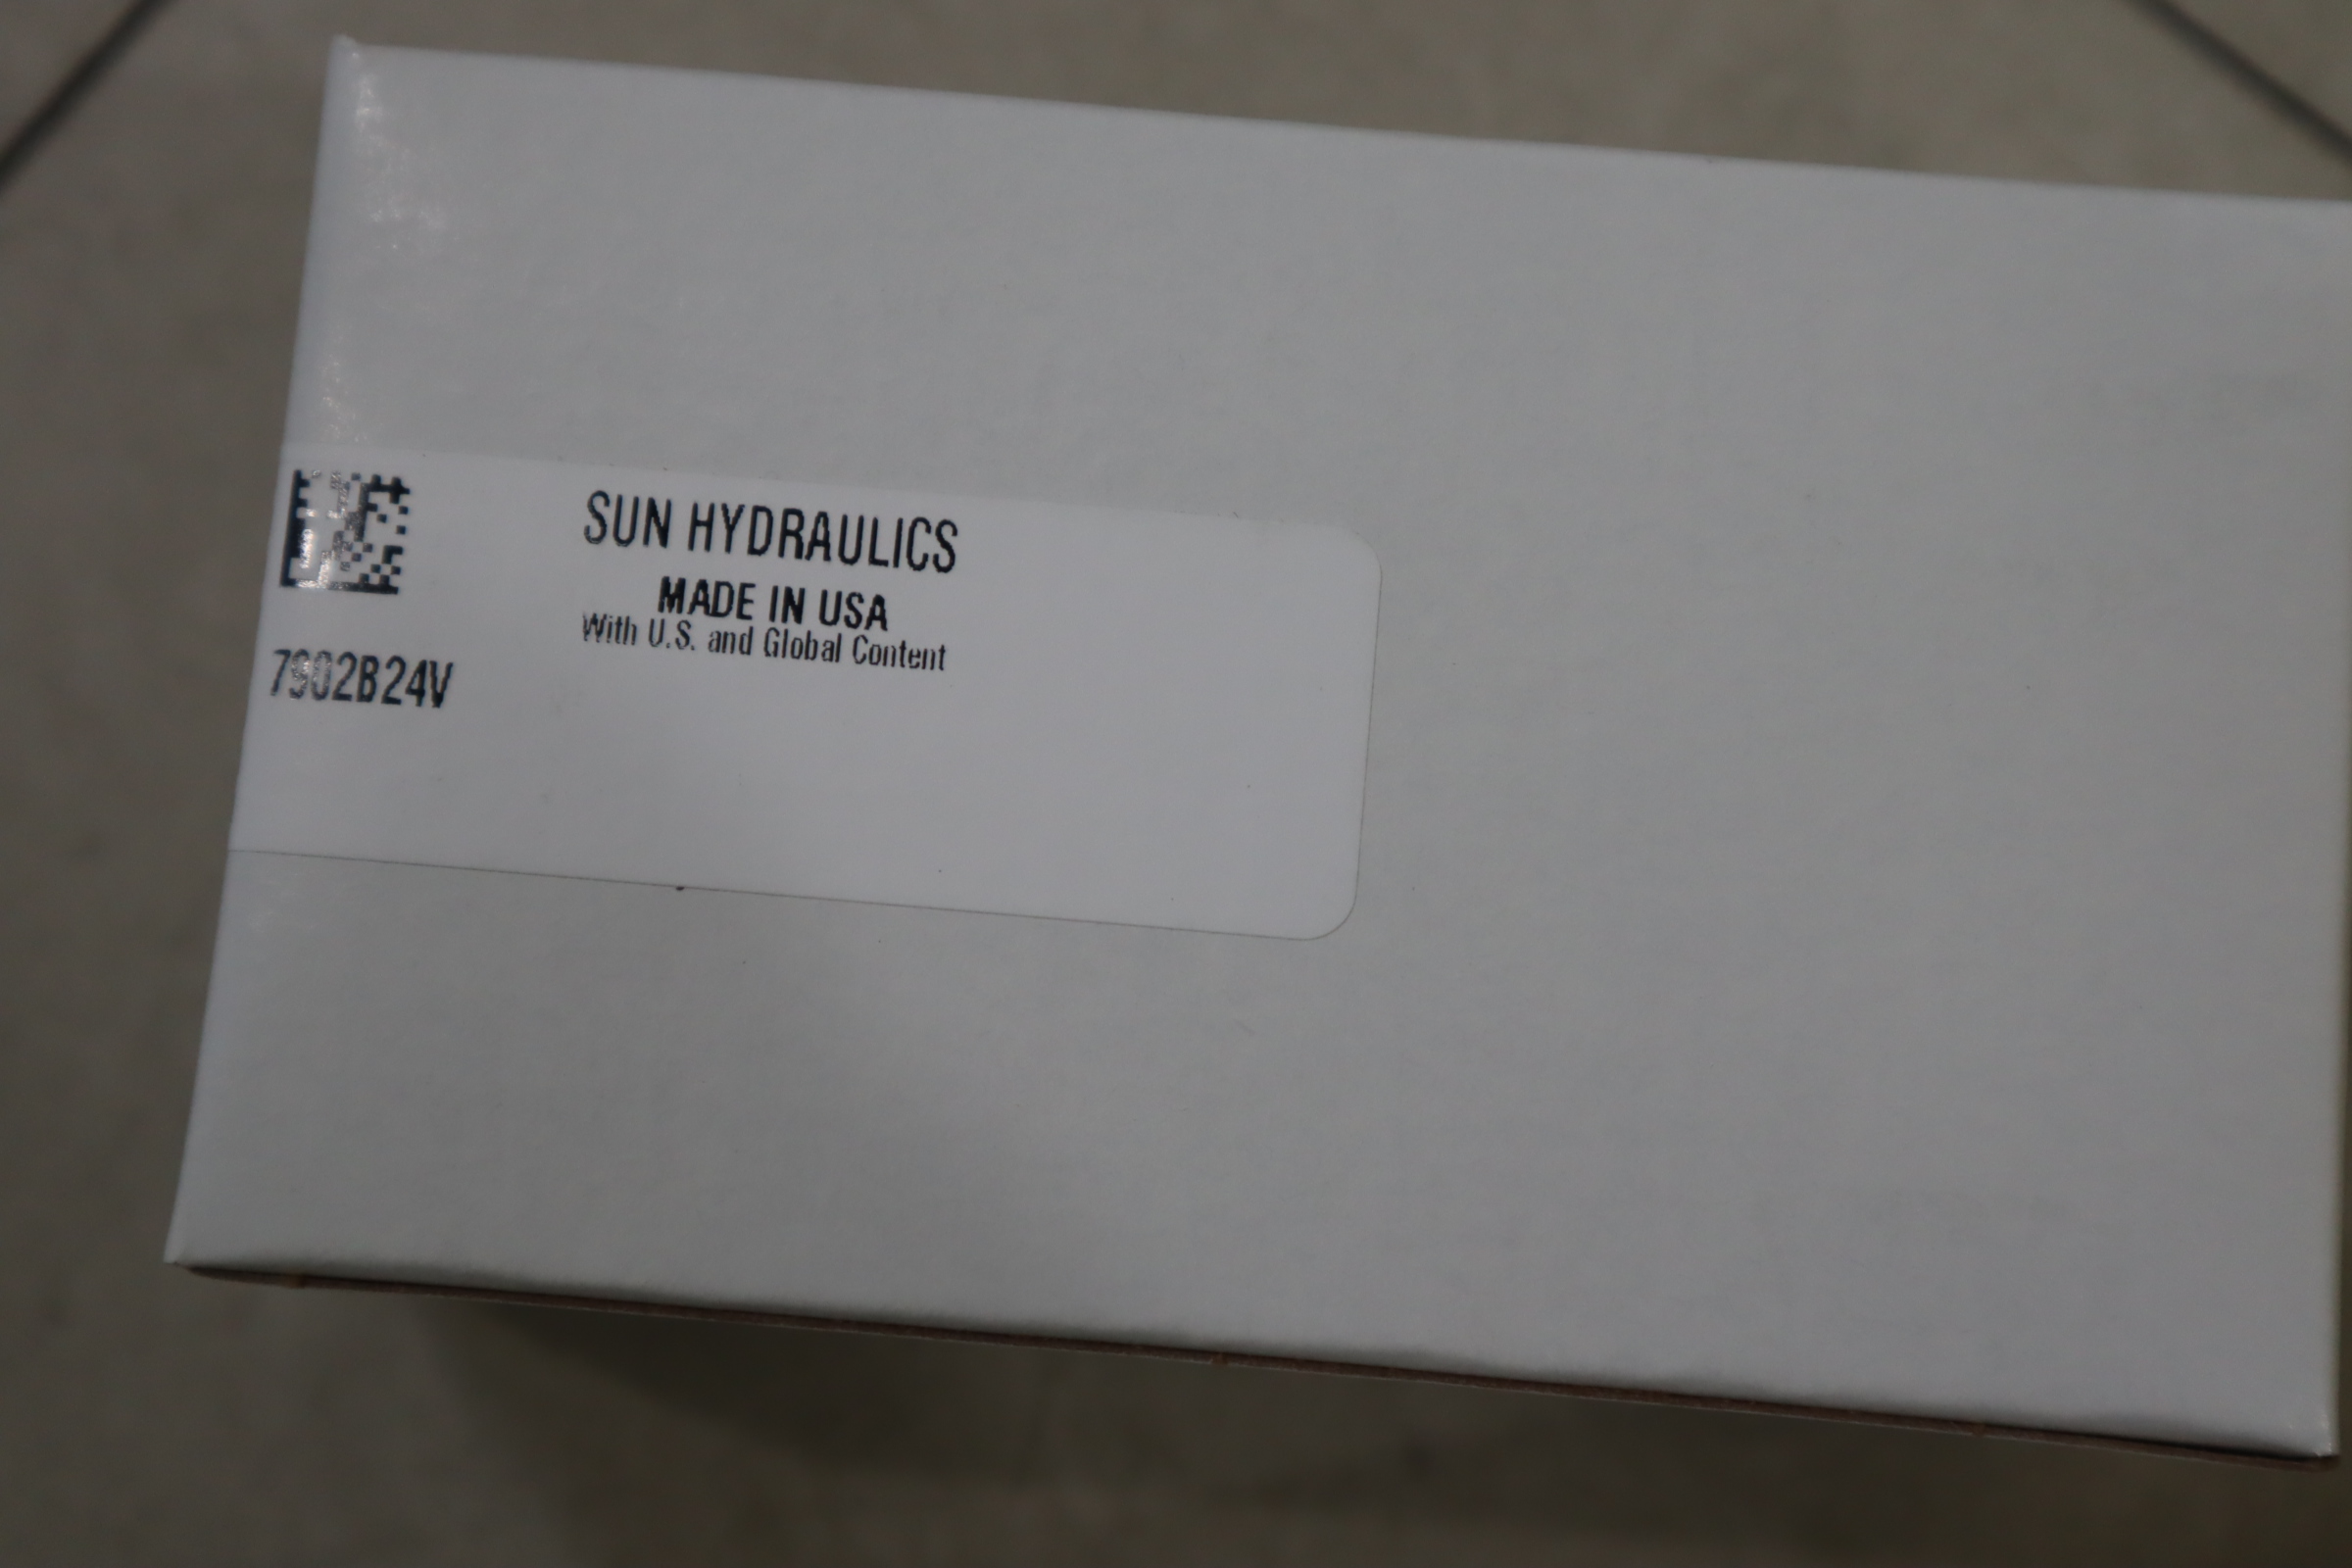 SUN HYDRAULICS
MADE IN USA
With U.S. and Global Content
7902B24V